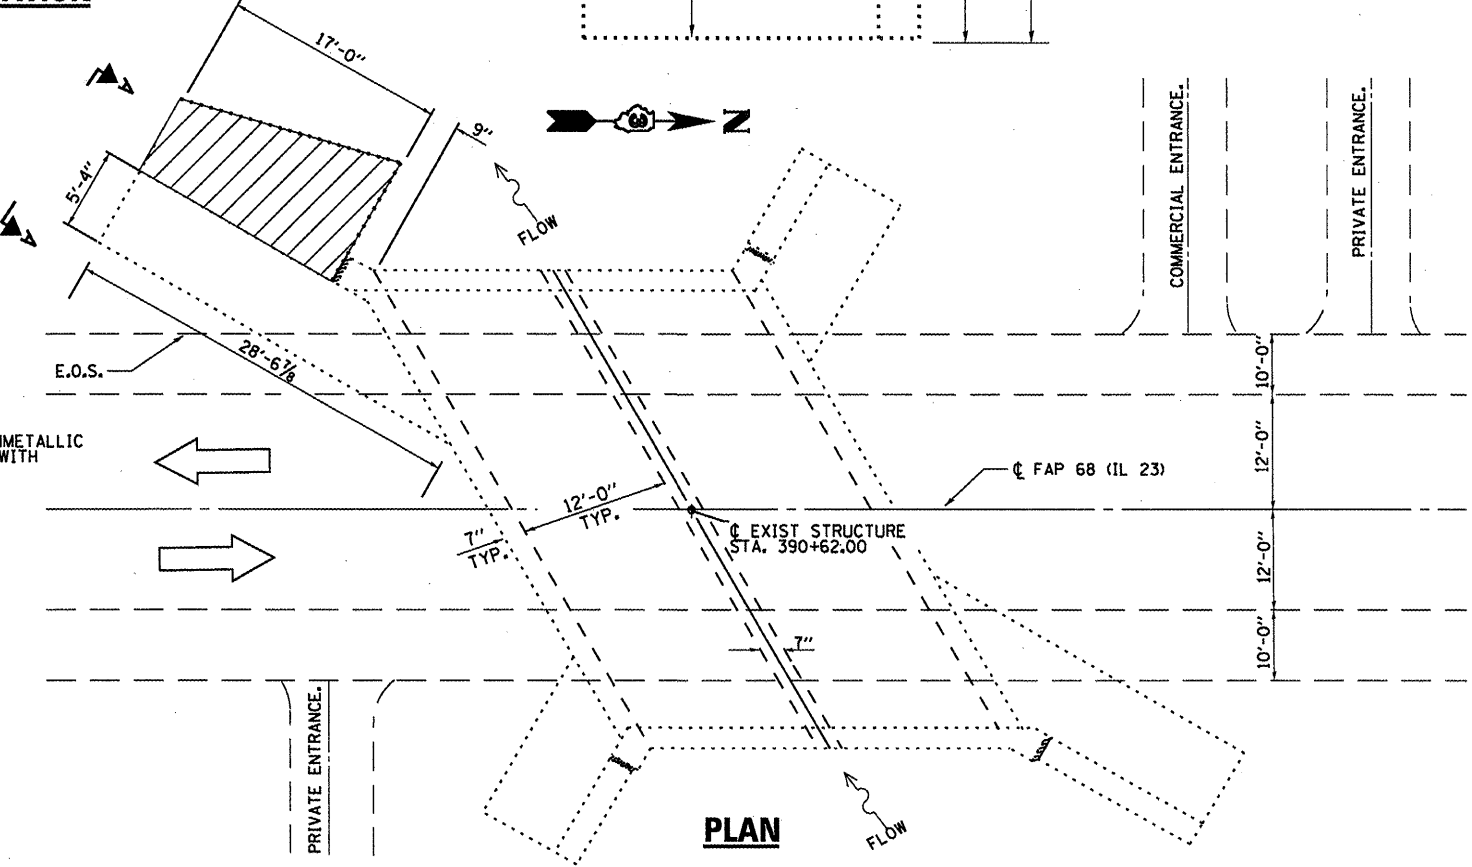 17'-0"
A
9"
N
5'-4"
A
FLOW
COMMERCIAL ENTRANCE.
PRIVATE ENTRANCE.
E.O.S.
28'-6⅞
10'-0"
METALLIC
WITH
12'-0"
℄ FAP 68 (IL 23)
12'-0"
TYP.
7"
TYP.
℄ EXIST STRUCTURE
STA. 390+62.00
12'-0"
7"
10'-0"
PRIVATE ENTRANCE.
PLAN
FLOW